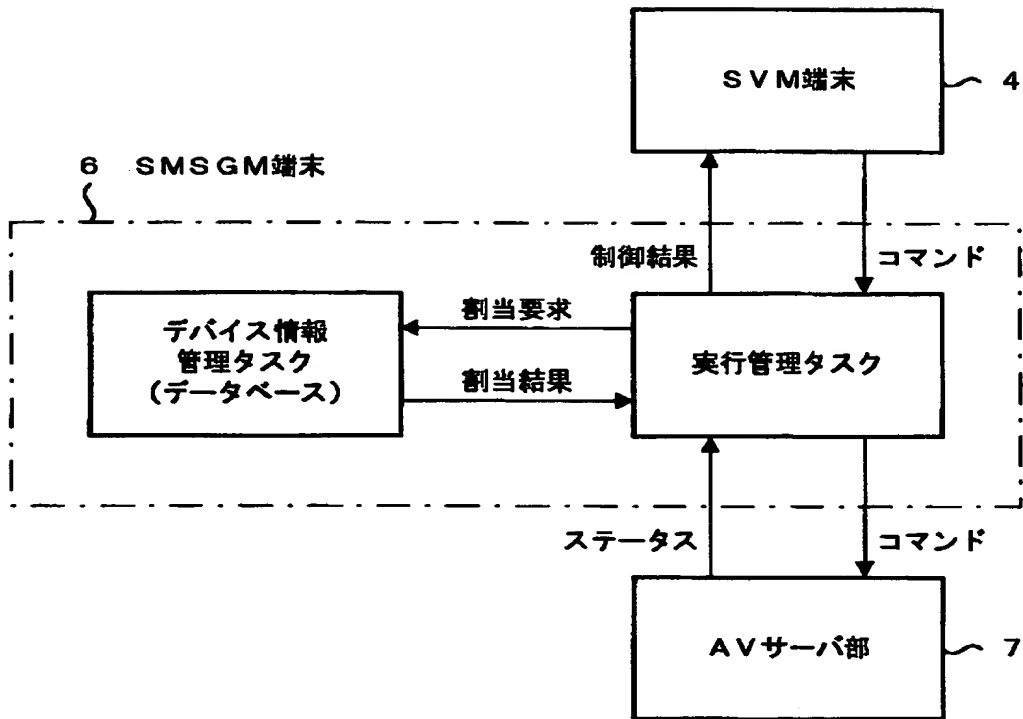 SVM端末
4
6 SMSGM端末
制御結果
コマンド
デバイス情報
管理タスク
(データベース)
割当要求
割当結果
実行管理タスク
ステータス
コマンド
AVサーバ部
7